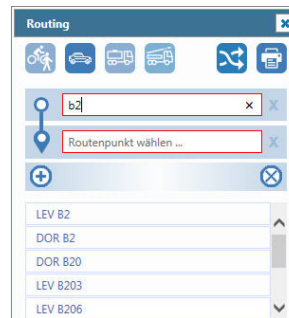 Routing
b2
Routenpunkt wählen ...
LEV B2
DOR B2
DOR B20
LEV B203
LEV B206